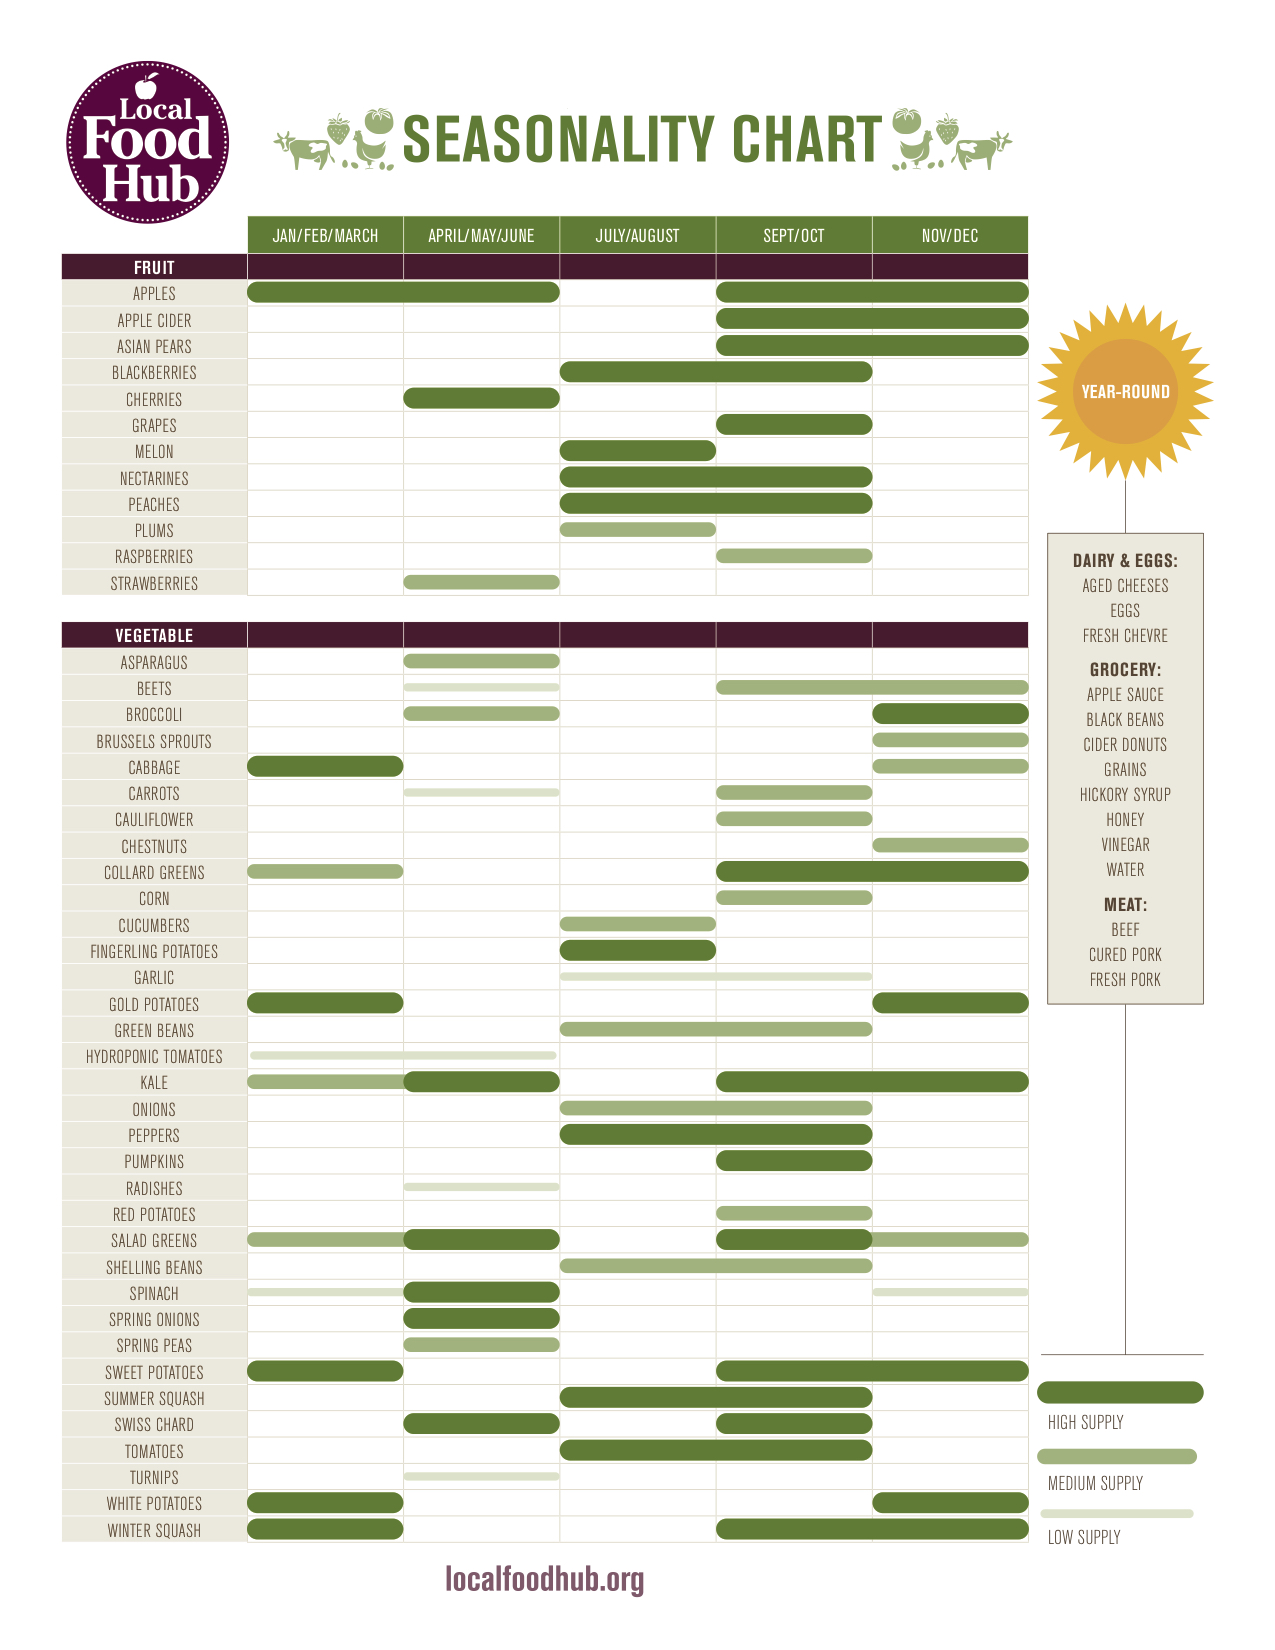 Local
Food
Hub
SEASONALITY CHART
JAN/FEB/MARCH APRIL/MAY/JUNE JULY/AUGUST SEPT/OCT NOV/DEC
FRUIT
APPLES
APPLE CIDER
ASIAN PEARS
BLACKBERRIES
CHERRIES
GRAPES
MELON
NECTARINES
PEACHES
PLUMS
RASPBERRIES
STRAWBERRIES
VEGETABLE
ASPARAGUS
BEETS
BROCCOLI
BRUSSELS SPROUTS
CABBAGE
CARROTS
CAULIFLOWER
CHESTNUTS
COLLARD GREENS
CORN
CUCUMBERS
FINGERLING POTATOES
GARLIC
GOLD POTATOES
GREEN BEANS
HYDROPONIC TOMATOES
KALE
ONIONS
PEPPERS
PUMPKINS
RADISHES
RED POTATOES
SALAD GREENS
SHELLING BEANS
SPINACH
SPRING ONIONS
SPRING PEAS
SWEET POTATOES
SUMMER SQUASH
SWISS CHARD
TOMATOES
TURNIPS
WHITE POTATOES
WINTER SQUASH
YEAR-ROUND
DAIRY & EGGS:
AGED CHEESES
EGGS
FRESH CHEVRE
GROCERY:
APPLE SAUCE
BLACK BEANS
CIDER DONUTS
GRAINS
HICKORY SYRUP
HONEY
VINEGAR
WATER
MEAT:
BEEF
CURED PORK
FRESH PORK
HIGH SUPPLY
MEDIUM SUPPLY
LOW SUPPLY
localfoodhub.org